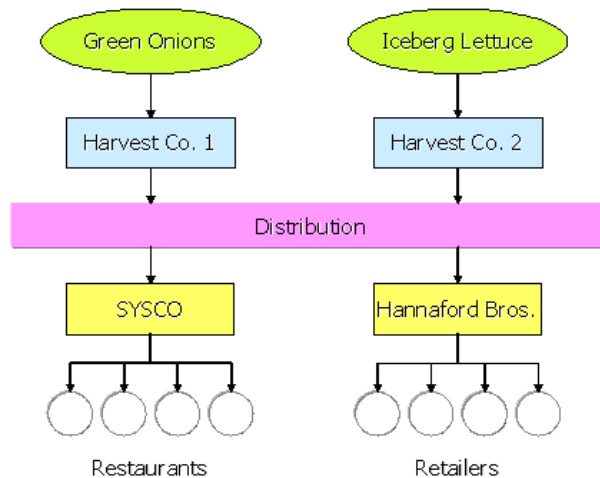 Green Onions
Iceberg Lettuce
Harvest Co. 1
Harvest Co. 2
Distribution
SYSCO
Hannaford Bros.
Restaurants
Retailers